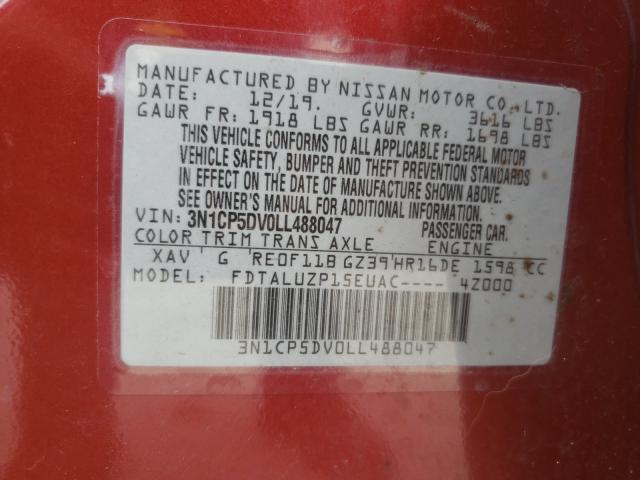 MANUFACTURED BY NISSAN MOTOR CO.,LTD.
DATE: 12/19. GVWR: 3616 LBS
GAWR FR: 1918 LBS GAWR RR: 1698 LBS
THIS VEHICLE CONFORMS TO ALL APPLICABLE FEDERAL MOTOR
VEHICLE SAFETY, BUMPER AND THEFT PREVENTION STANDARDS
IN EFFECT ON THE DATE OF MANUFACTURE SHOWN ABOVE.
SEE OWNER'S MANUAL FOR ADDITIONAL INFORMATION.
VIN: 3N1CP5DV0LL488047 PASSENGER CAR.
COLOR TRIM TRANS AXLE ENGINE
XAV G RE0F11B GZ39 HR16DE 1598 CC
MODEL: FDTALUZP15EUAC---- 4Z000
3N1CP5DV0LL488047